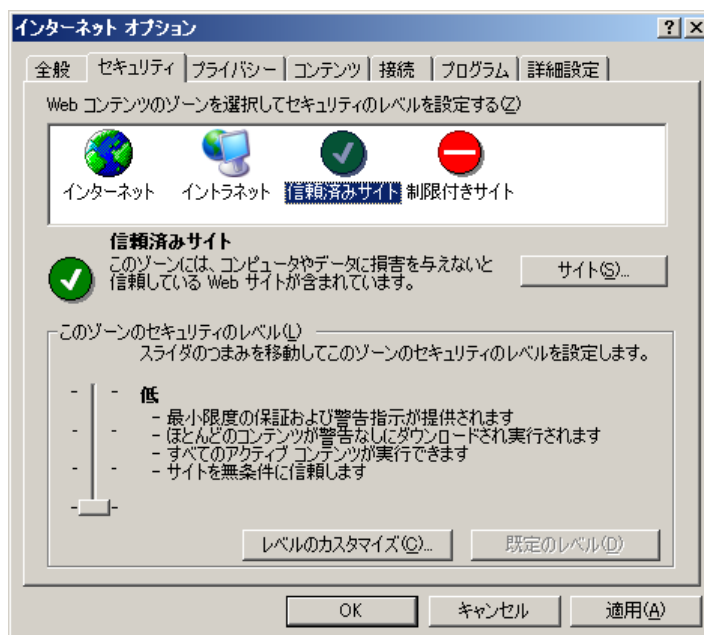 インターネット オプション
全般 セキュリティ プライバシー コンテンツ 接続 プログラム 詳細設定
Web コンテンツのゾーンを選択してセキュリティのレベルを設定する(Z)
インターネット イントラネット 信頼済みサイト 制限付きサイト
信頼済みサイト
このゾーンには、コンピュータやデータに損害を与えないと
信頼している Web サイトが含まれています。
サイト(S)...
このゾーンのセキュリティのレベル(L)
スライダのつまみを移動してこのゾーンのセキュリティのレベルを設定します。
低
- 最小限度の保証および警告指示が提供されます
- ほとんどのコンテンツが警告なしにダウンロードされ実行されます
- すべてのアクティブ コンテンツが実行できます
- サイトを無条件に信頼します
レベルのカスタマイズ(C)... 既定のレベル(D)
OK キャンセル 適用(A)